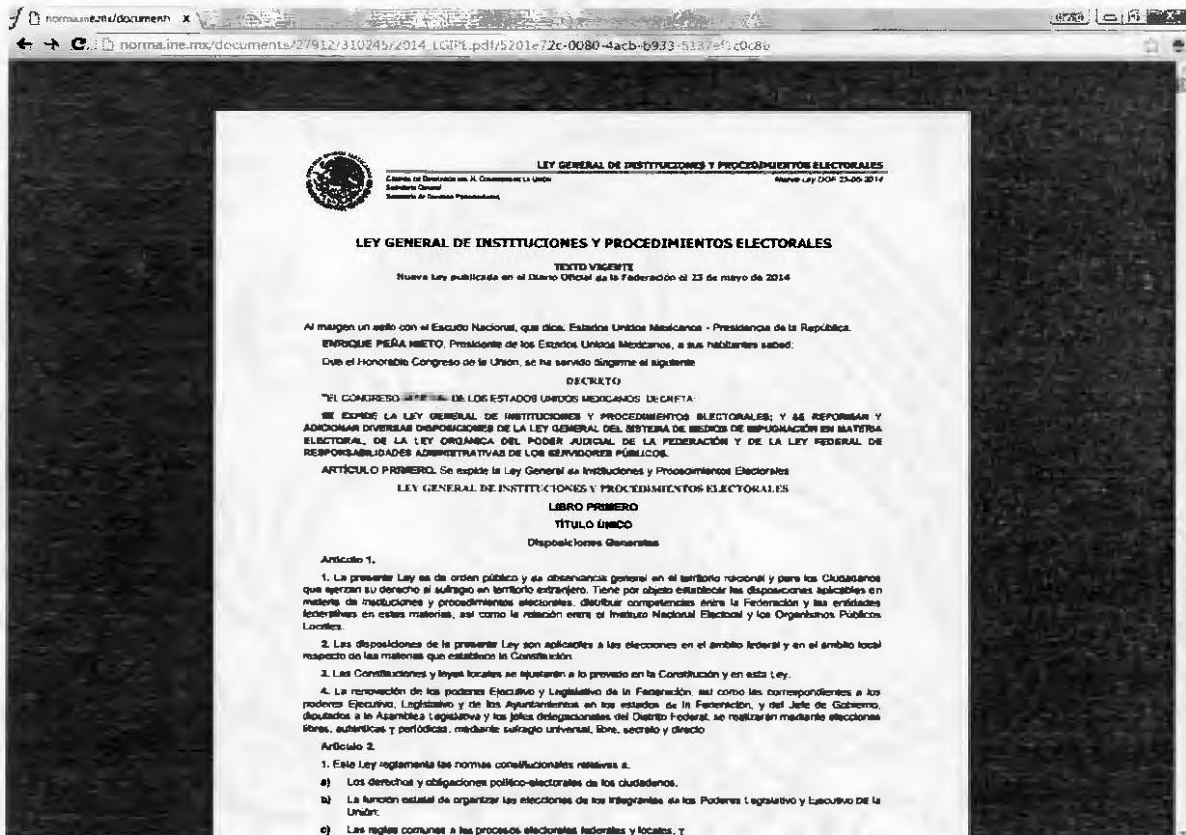 norma.ine.mx/document
norma.ine.mx/documents/27912/310245/2014_LGIPE.pdf/5201e72c-0080-4acb-b933-5137ef1c0c86
LEY GENERAL DE INSTITUCIONES Y PROCEDIMIENTOS ELECTORALES
CÁMARA DE DIPUTADOS DEL H. CONGRESO DE LA UNIÓN
Nueva Ley DOF 23-05-2014
Secretaría General
Secretaría de Servicios Parlamentarios
LEY GENERAL DE INSTITUCIONES Y PROCEDIMIENTOS ELECTORALES
TEXTO VIGENTE
Nueva Ley publicada en el Diario Oficial de la Federación el 23 de mayo de 2014
Al margen un sello con el Escudo Nacional, que dice: Estados Unidos Mexicanos - Presidencia de la República.
ENRIQUE PEÑA NIETO, Presidente de los Estados Unidos Mexicanos, a sus habitantes sabed:
Que el Honorable Congreso de la Unión, se ha servido dirigirme el siguiente
DECRETO
"EL CONGRESO DE LOS ESTADOS UNIDOS MEXICANOS, DECRETA:
SE EXPIDE LA LEY GENERAL DE INSTITUCIONES Y PROCEDIMIENTOS ELECTORALES; Y SE REFORMAN Y
ADICIONAN DIVERSAS DISPOSICIONES DE LA LEY GENERAL DEL SISTEMA DE MEDIOS DE IMPUGNACIÓN EN MATERIA
ELECTORAL, DE LA LEY ORGÁNICA DEL PODER JUDICIAL DE LA FEDERACIÓN Y DE LA LEY FEDERAL DE
RESPONSABILIDADES ADMINISTRATIVAS DE LOS SERVIDORES PÚBLICOS.
ARTÍCULO PRIMERO. Se expide la Ley General de Instituciones y Procedimientos Electorales
LEY GENERAL DE INSTITUCIONES Y PROCEDIMIENTOS ELECTORALES
LIBRO PRIMERO
TÍTULO ÚNICO
Disposiciones Generales
Artículo 1.
1. La presente Ley es de orden público y de observancia general en el territorio nacional y para los Ciudadanos
que ejerzan su derecho al sufragio en territorio extranjero. Tiene por objeto establecer las disposiciones aplicables en
materia de instituciones y procedimientos electorales, distribuir competencias entre la Federación y las entidades
federativas en estas materias, así como la relación entre el Instituto Nacional Electoral y los Organismos Públicos
Locales.
2. Las disposiciones de la presente Ley son aplicables a las elecciones en el ámbito federal y en el ámbito local
respecto de las materias que establece la Constitución.
3. Las Constituciones y leyes locales se ajustarán a lo previsto en la Constitución y en esta Ley.
4. La renovación de los poderes Ejecutivo y Legislativo de la Federación, así como las correspondientes a los
poderes Ejecutivo, Legislativo y de los Ayuntamientos en los estados de la Federación, y del Jefe de Gobierno,
diputados a la Asamblea Legislativa y los jefes delegacionales del Distrito Federal, se realizarán mediante elecciones
libres, auténticas y periódicas, mediante sufragio universal, libre, secreto y directo
Artículo 2.
1. Esta Ley reglamenta las normas constitucionales relativas a:
a) Los derechos y obligaciones político-electorales de los ciudadanos.
b) La función estatal de organizar las elecciones de los integrantes de los Poderes Legislativo y Ejecutivo DE la
Unión:
c) Las reglas comunes a los procesos electorales federales y locales, y